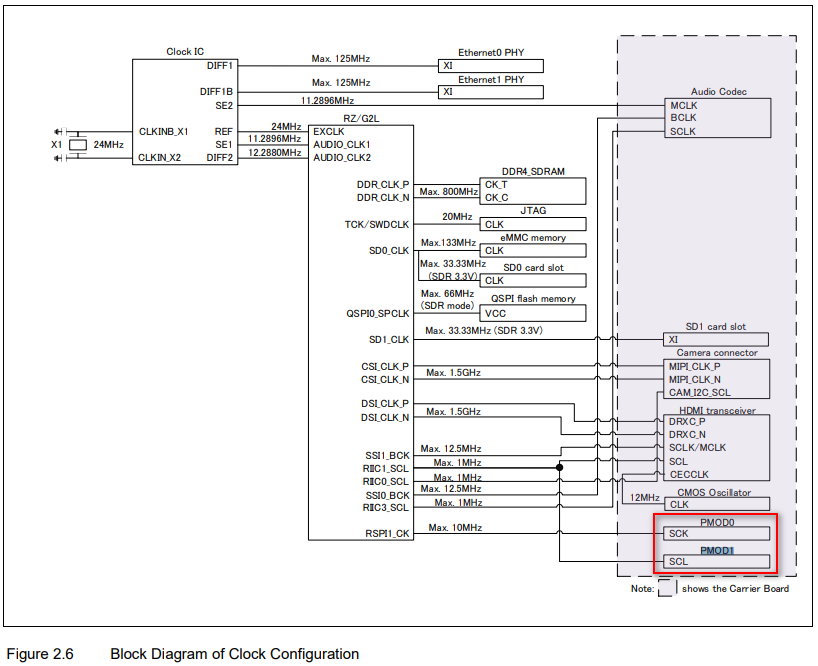 Clock IC
DIFF1
DIFF1B
SE2
CLKINB_X1
REF
SE1
CLKIN_X2
DIFF2
X1
24MHz
Max. 125MHz
Ethernet0 PHY
XI
Max. 125MHz
Ethernet1 PHY
XI
11.2896MHz
24MHz
11.2896MHz
12.2880MHz
RZ/G2L
EXCLK
AUDIO_CLK1
AUDIO_CLK2
DDR_CLK_P
DDR_CLK_N
Max. 800MHz
DDR4_SDRAM
CK_T
CK_C
TCK/SWDCLK
20MHz
JTAG
CLK
SD0_CLK
Max.133MHz
eMMC memory
CLK
Max. 33.33MHz
(SDR 3.3V)
SD0 card slot
CLK
QSPI0_SPCLK
Max. 66MHz
(SDR mode)
QSPI flash memory
VCC
SD1_CLK
Max. 33.33MHz (SDR 3.3V)
CSI_CLK_P
CSI_CLK_N
Max. 1.5GHz
DSI_CLK_P
DSI_CLK_N
Max. 1.5GHz
SSI1_BCK
Max. 12.5MHz
RIIC1_SCL
Max. 1MHz
RIIC0_SCL
Max. 1MHz
SSI0_BCK
Max. 12.5MHz
RIIC3_SCL
Max. 1MHz
RSPI1_CK
Max. 10MHz
Audio Codec
MCLK
BCLK
SCLK
SD1 card slot
XI
Camera connector
MIPI_CLK_P
MIPI_CLK_N
CAM_I2C_SCL
HDMI transceiver
DRXC_P
DRXC_N
SCLK/MCLK
SCL
CECCLK
12MHz
CMOS Oscillator
CLK
PMOD0
SCK
PMOD1
SCL
Note: shows the Carrier Board
Figure 2.6 Block Diagram of Clock Configuration